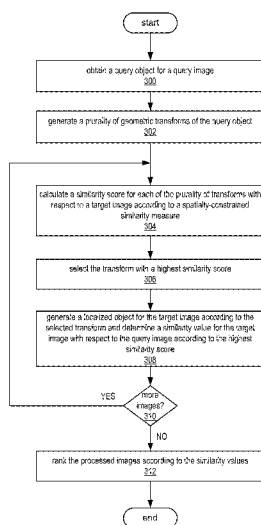 start
obtain a query object for a query image
300
generate a plurality of geometric transforms of the query object
302
calculate a similarity score for each of the plurality of transforms with
respect to a target image according to a spatially-constrained
similarity measure
304
select the transform with a highest similarity score
306
generate a localized object for the target image according to the
selected transform and determine a similarity value for the target
image with respect to the query image according to the highest
similarity score
308
YES
more
images?
310
NO
rank the processed images according to the similarity values
312
end